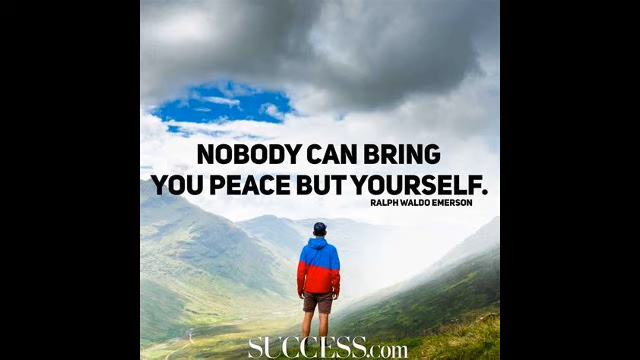 NOBODY CAN BRING
YOU PEACE BUT YOURSELF.
RALPH WALDO EMERSON
SUCCESS.com